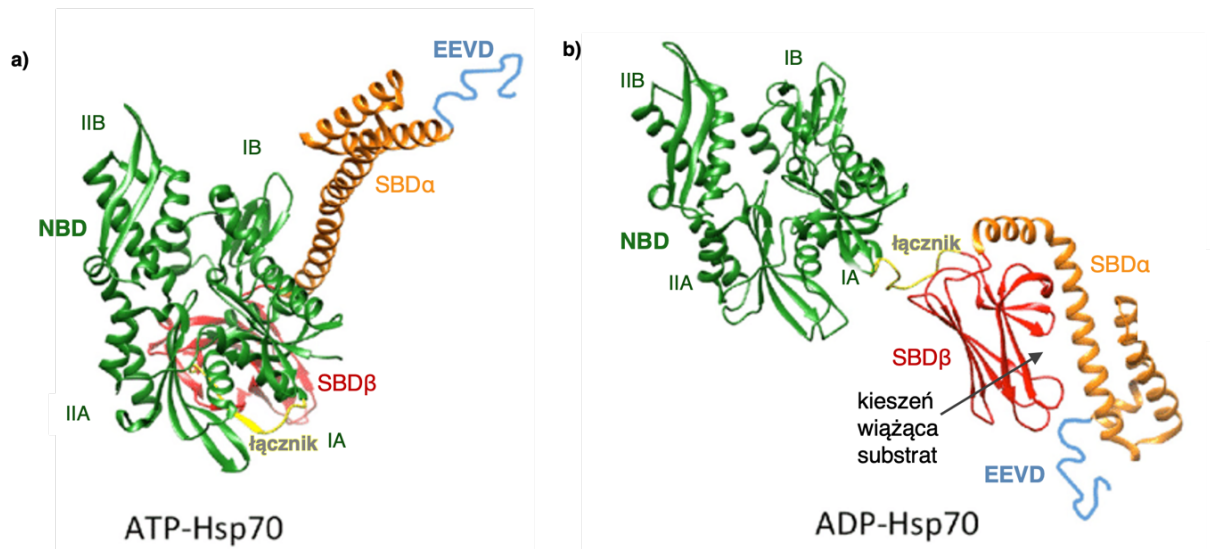 a)
EEVD
IIB
IB
SBDα
NBD
SBDβ
IIA
łącznik
IA
ATP-Hsp70
b)
IB
IIB
NBD
łącznik
SBDα
IIA
IA
SBDβ
kieszeń
wiążąca
substrat
EEVD
ADP-Hsp70